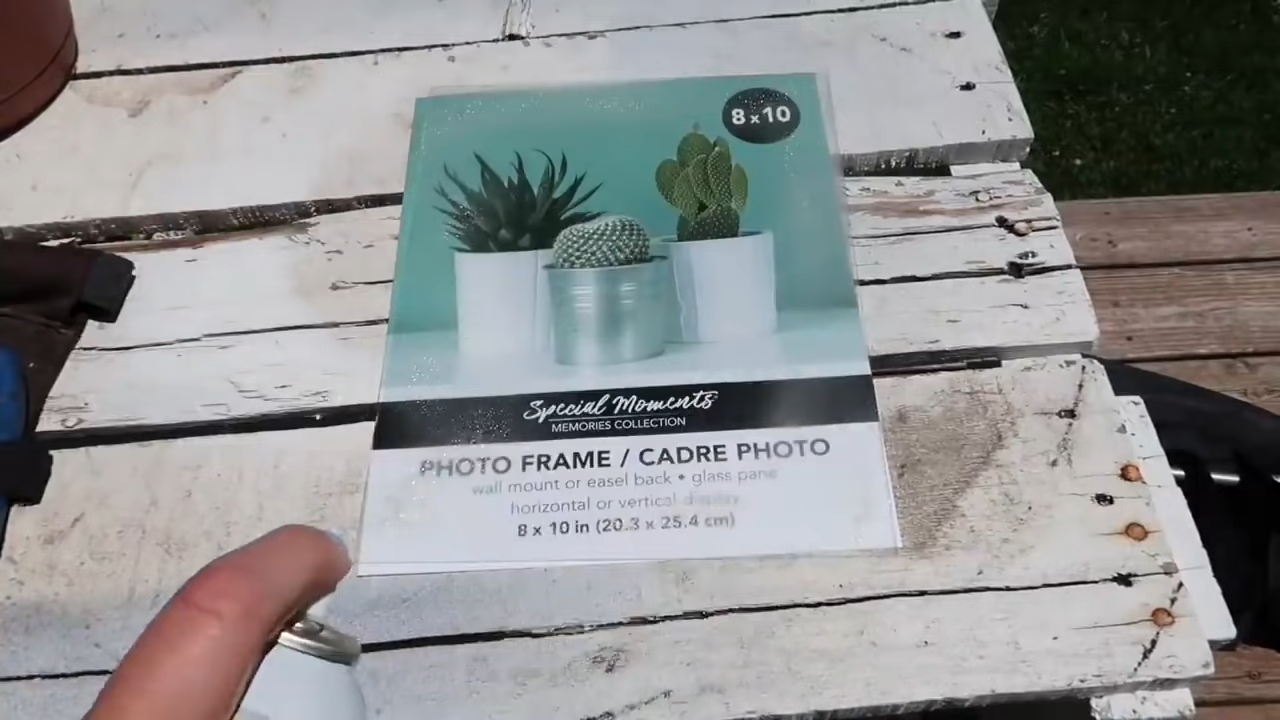 8x10
Special Moments
MEMORIES COLLECTION
PHOTO FRAME / CADRE PHOTO
wall mount or easel back • glass pane
horizontal or vertical display
8 x 10 in (20.3 x 25.4 cm)